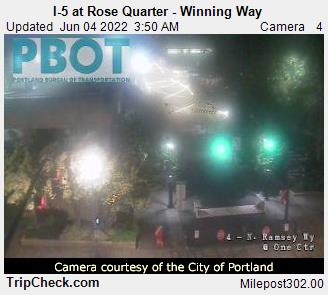 I-5 at Rose Quarter - Winning Way
Updated Jun 04 2022 3:50 AM Camera 4
PBOT
PORTLAND BUREAU OF TRANSPORTATION
4 - N. Ramsey Wy
@ One Ctr
Camera courtesy of the City of Portland
TripCheck.com Milepost302.00